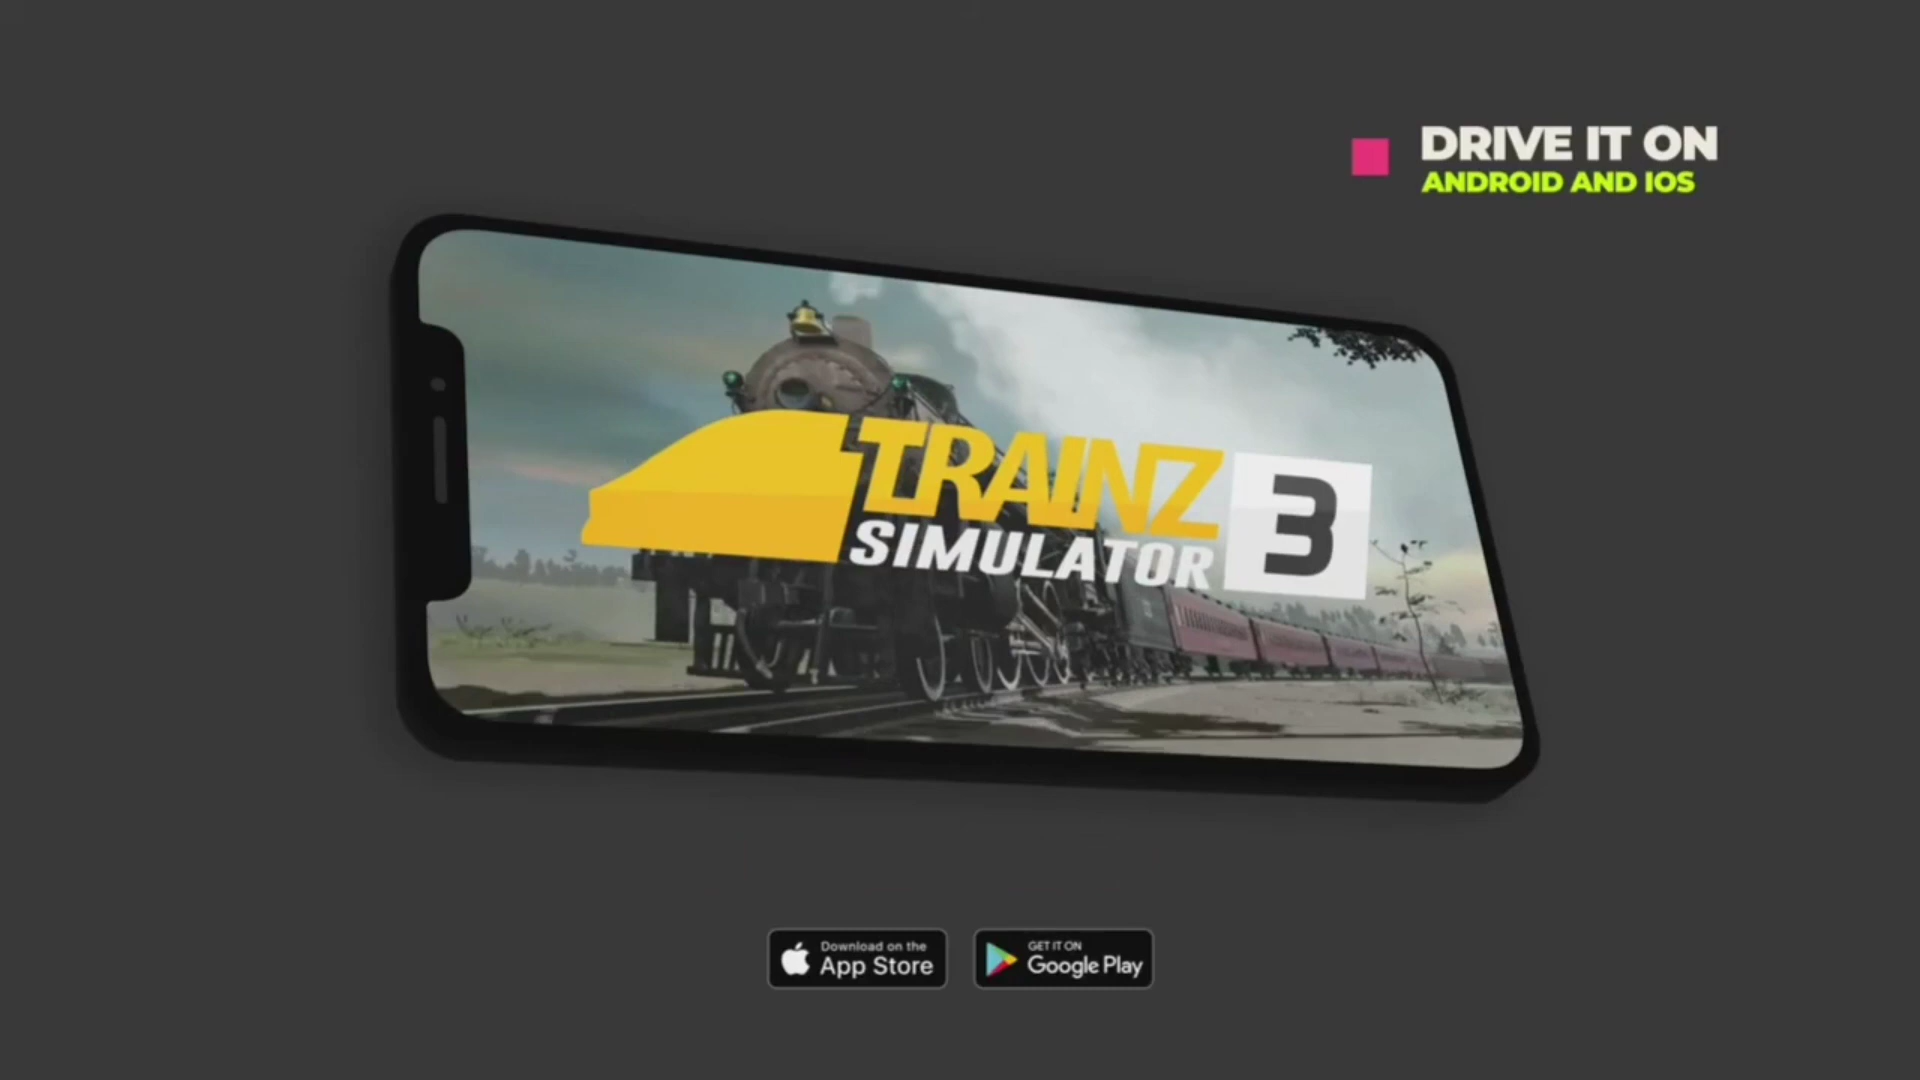 DRIVE IT ON
ANDROID AND IOS
TRAINZ
SIMULATOR
3
Download on the
App Store
GET IT ON
Google Play